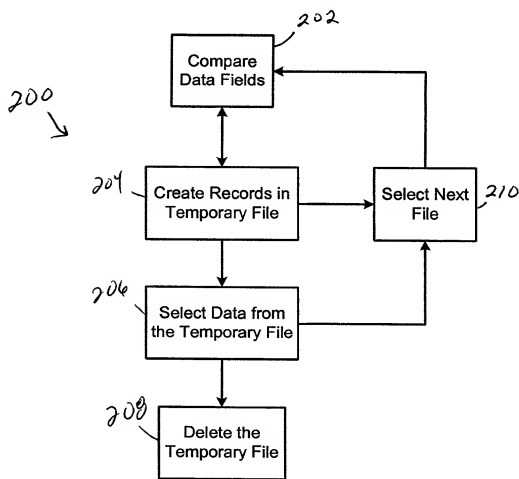 202
Compare
Data Fields
200
204
Create Records in
Temporary File
Select Next
File
210
206
Select Data from
the Temporary File
208
Delete the
Temporary File